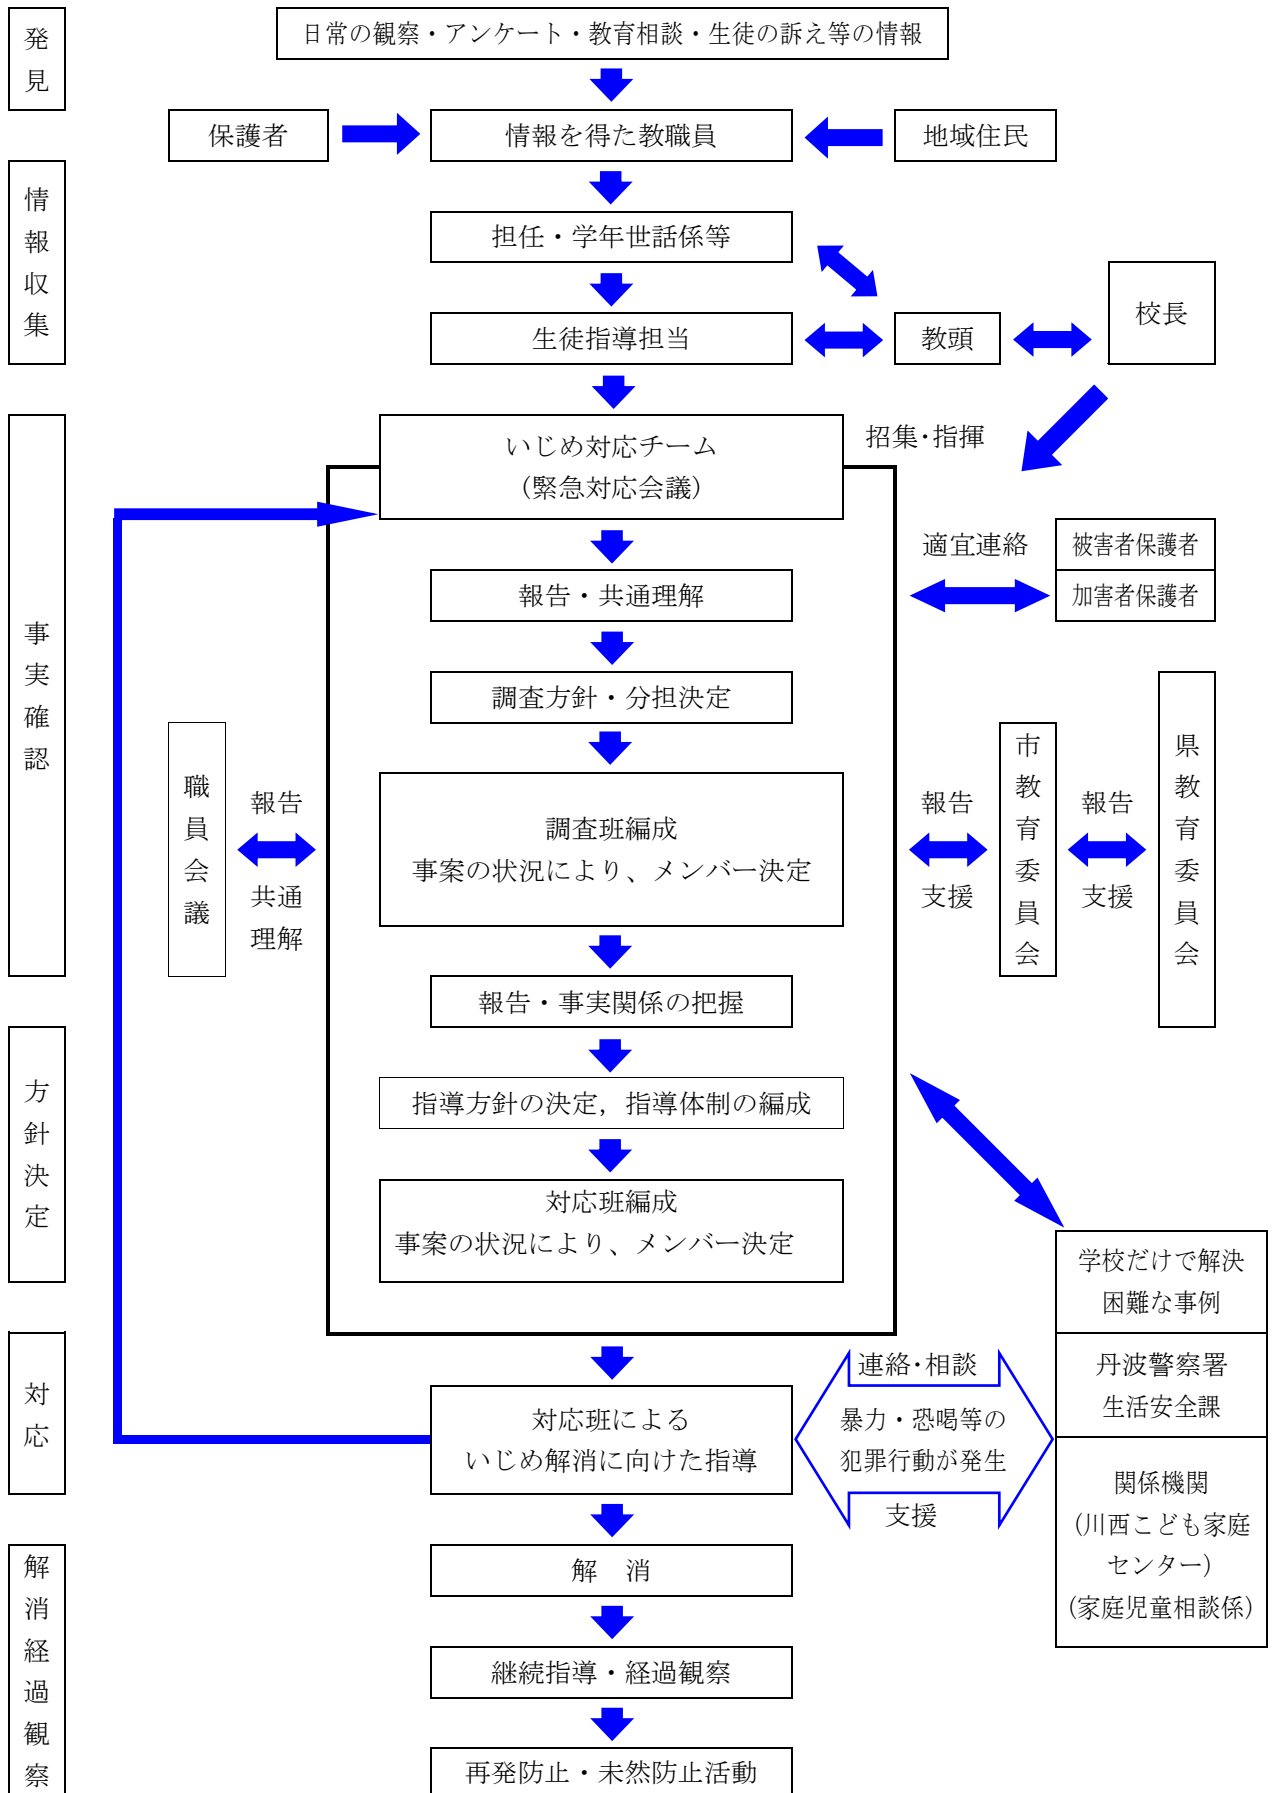 発見
日常の観察・アンケート・教育相談・生徒の訴え等の情報
保護者
情報を得た教職員
地域住民
情報収集
担任・学年世話係等
生徒指導担当
教頭
校長
事実確認
いじめ対応チーム
（緊急対応会議）
招集・指揮
適宜連絡
被害者保護者
加害者保護者
報告・共通理解
調査方針・分担決定
職員会議
報告
共通
理解
調査班編成
事案の状況により、メンバー決定
報告
支援
市教育委員会
報告
支援
県教育委員会
報告・事実関係の把握
方針決定
指導方針の決定，指導体制の編成
対応班編成
事案の状況により、メンバー決定
学校だけで解決
困難な事例
丹波警察署
生活安全課
関係機関
（川西こども家庭
センター）
（家庭児童相談係）
対応
対応班による
いじめ解消に向けた指導
連絡・相談
暴力・恐喝等の
犯罪行動が発生
支援
解消経過観察
解　消
継続指導・経過観察
再発防止・未然防止活動